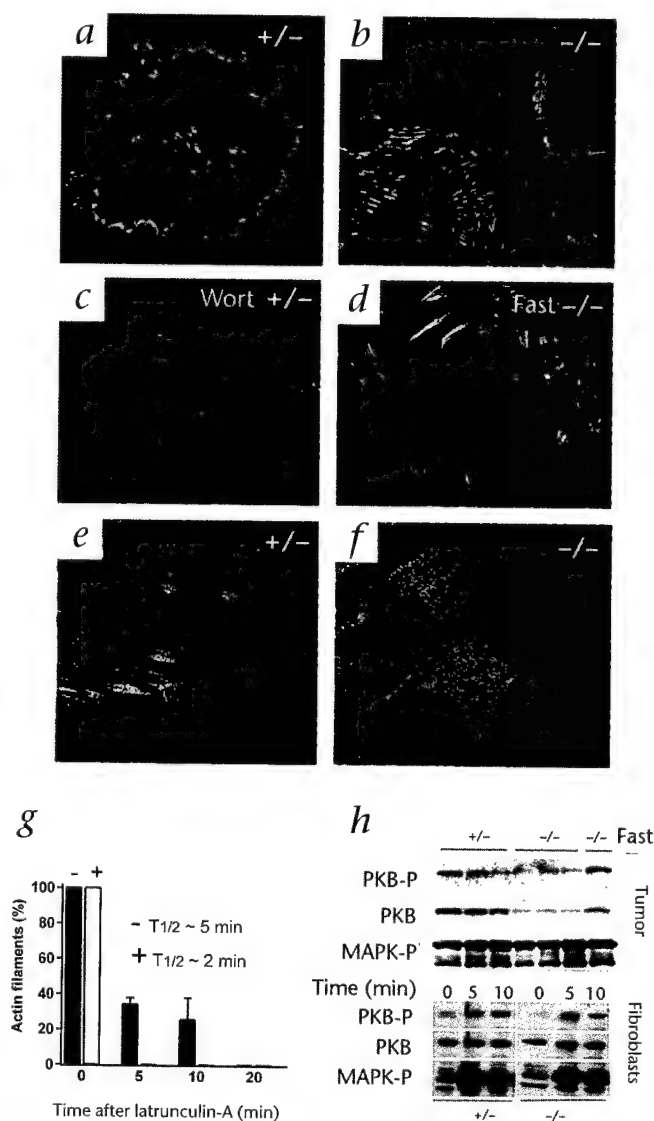 a +/–
b –/–
c Wort +/–
d Fast –/–
e +/–
f –/–
g
– +
100
80
60
40
20
0
Actin filaments (%)
– T1/2 ~ 5 min
+ T1/2 ~ 2 min
0 5 10 20
Time after latrunculin-A (min)
h
+/– –/– –/– Fast
PKB-P
PKB
MAPK-P
Tumor
Time (min) 0 5 10 0 5 10
PKB-P
PKB
MAPK-P
Fibroblasts
+/– –/–